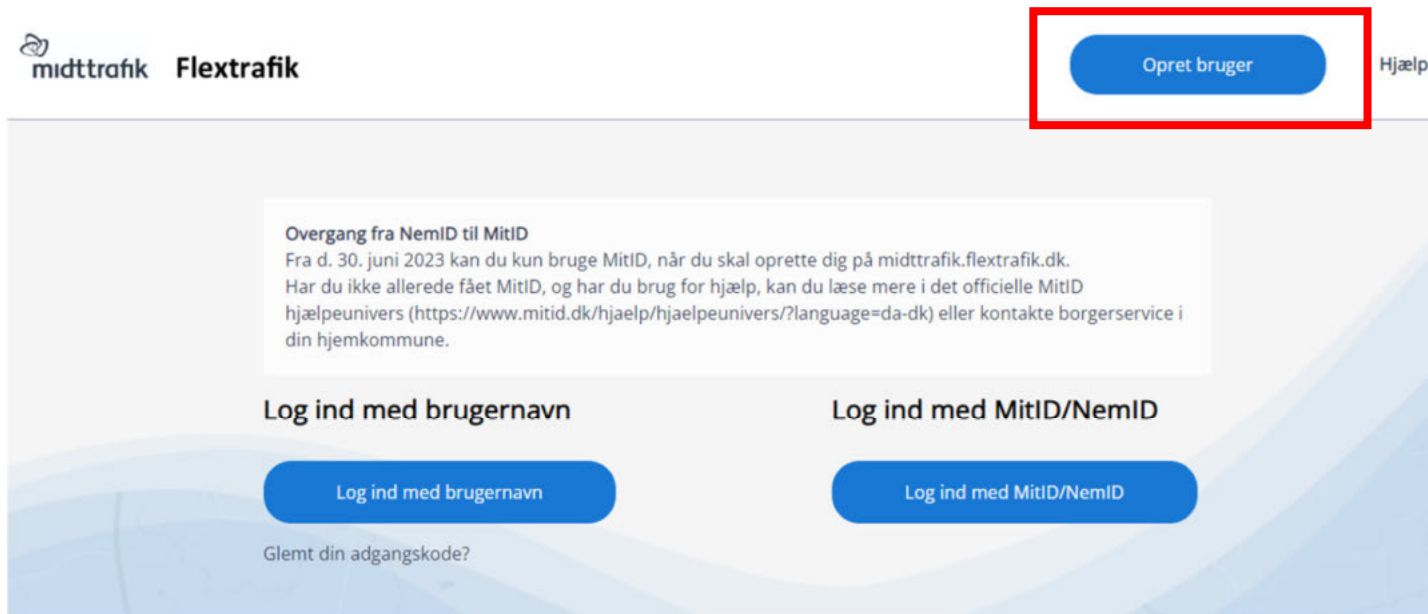 midttrafik Flextrafik
Opret bruger
Hjælp
Overgang fra NemID til MitID
Fra d. 30. juni 2023 kan du kun bruge MitID, når du skal oprette dig på midttrafik.flextrafik.dk.
Har du ikke allerede fået MitID, og har du brug for hjælp, kan du læse mere i det officielle MitID
hjælpeunivers (https://www.mitid.dk/hjaelp/hjaelpeunivers/?language=da-dk) eller kontakte borgerservice i
din hjemkommune.
Log ind med brugernavn
Log ind med MitID/NemID
Log ind med brugernavn
Log ind med MitID/NemID
Glemt din adgangskode?